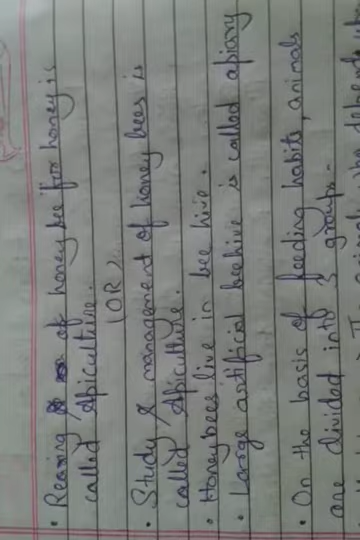 • Rearing of honey bee for honey is
called Apiculture.
(OR)
• Study & management of honey bees is
called Apiculture.
• Honeybees live in bee hive.
• Large artificial beehive is called apiary
• On the basis of feeding habits, animals
are divided into 3 groups.